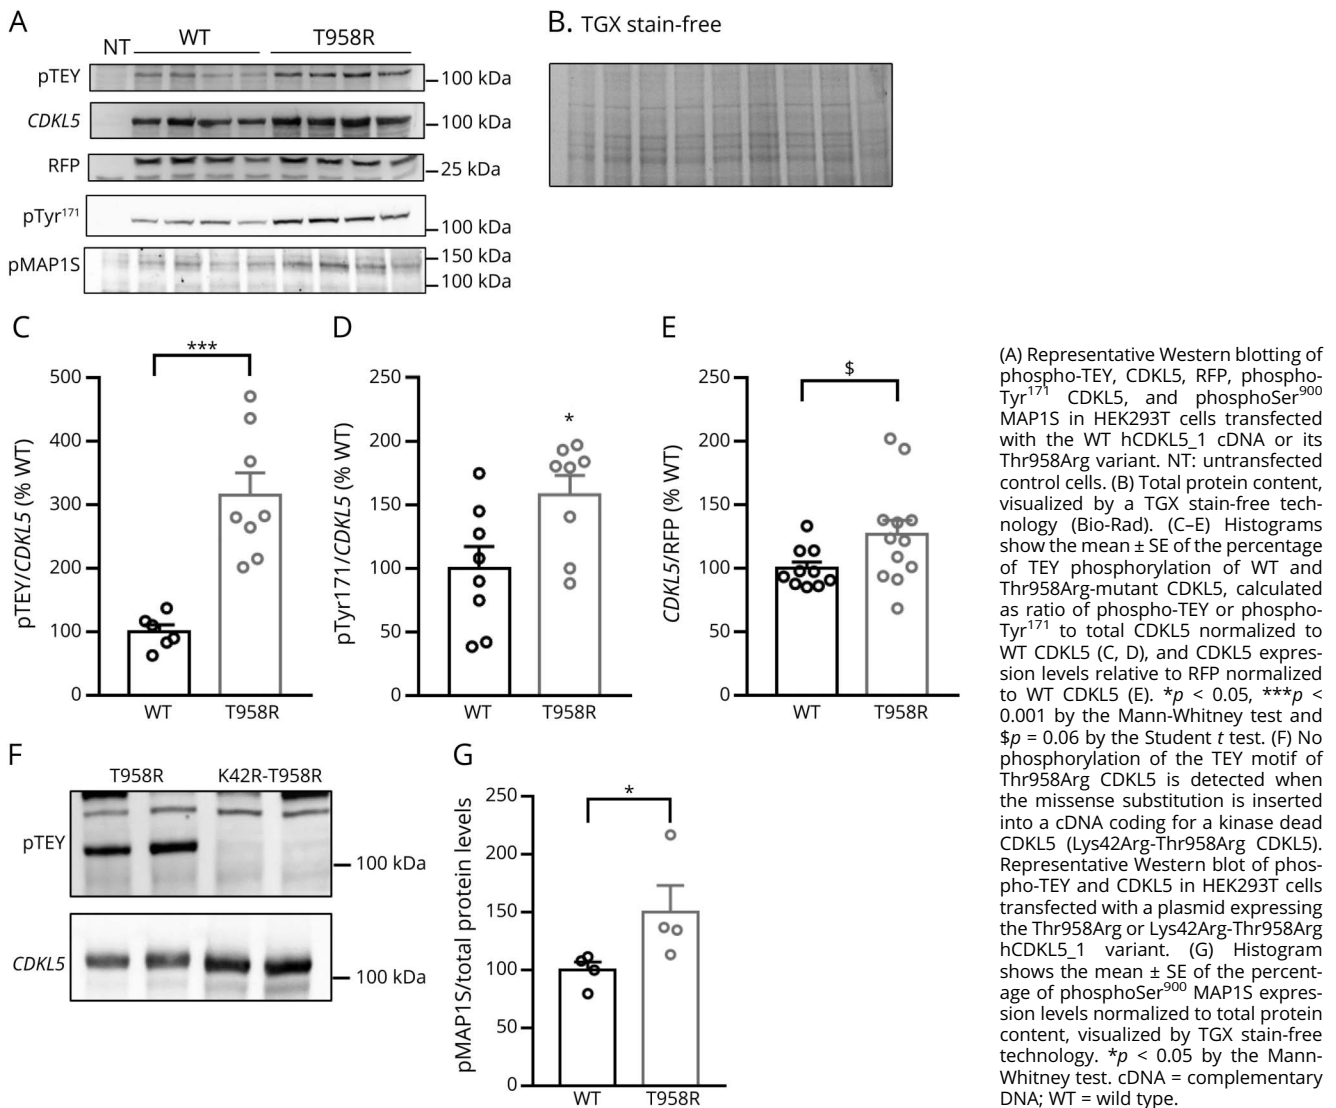 A
B. TGX stain-free
NT
WT
T958R
pTEY
100 kDa
CDKL5
100 kDa
RFP
25 kDa
pTyr171
100 kDa
pMAP1S
150 kDa
100 kDa
C
***
pTEY/CDKL5 (% WT)
500
400
300
200
100
0
WT
T958R
D
*
pTyr171/CDKL5 (% WT)
250
200
150
100
50
0
WT
T958R
E
$
CDKL5/RFP (% WT)
250
200
150
100
50
0
WT
T958R
F
T958R
K42R-T958R
pTEY
100 kDa
CDKL5
100 kDa
G
*
pMAP1S/total protein levels
250
200
150
100
50
0
WT
T958R
(A) Representative Western blotting of
phospho-TEY, CDKL5, RFP, phospho-
Tyr171 CDKL5, and phosphoSer900
MAP1S in HEK293T cells transfected
with the WT hCDKL5_1 cDNA or its
Thr958Arg variant. NT: untransfected
control cells. (B) Total protein content,
visualized by a TGX stain-free tech-
nology (Bio-Rad). (C–E) Histograms
show the mean ± SE of the percentage
of TEY phosphorylation of WT and
Thr958Arg-mutant CDKL5, calculated
as ratio of phospho-TEY or phospho-
Tyr171 to total CDKL5 normalized to
WT CDKL5 (C, D), and CDKL5 expres-
sion levels relative to RFP normalized
to WT CDKL5 (E). *p < 0.05, ***p <
0.001 by the Mann-Whitney test and
$p = 0.06 by the Student t test. (F) No
phosphorylation of the TEY motif of
Thr958Arg CDKL5 is detected when
the missense substitution is inserted
into a cDNA coding for a kinase dead
CDKL5 (Lys42Arg-Thr958Arg CDKL5).
Representative Western blot of phos-
pho-TEY and CDKL5 in HEK293T cells
transfected with a plasmid expressing
the Thr958Arg or Lys42Arg-Thr958Arg
hCDKL5_1 variant. (G) Histogram
shows the mean ± SE of the percent-
age of phosphoSer900 MAP1S expres-
sion levels normalized to total protein
content, visualized by TGX stain-free
technology. *p < 0.05 by the Mann-
Whitney test. cDNA = complementary
DNA; WT = wild type.